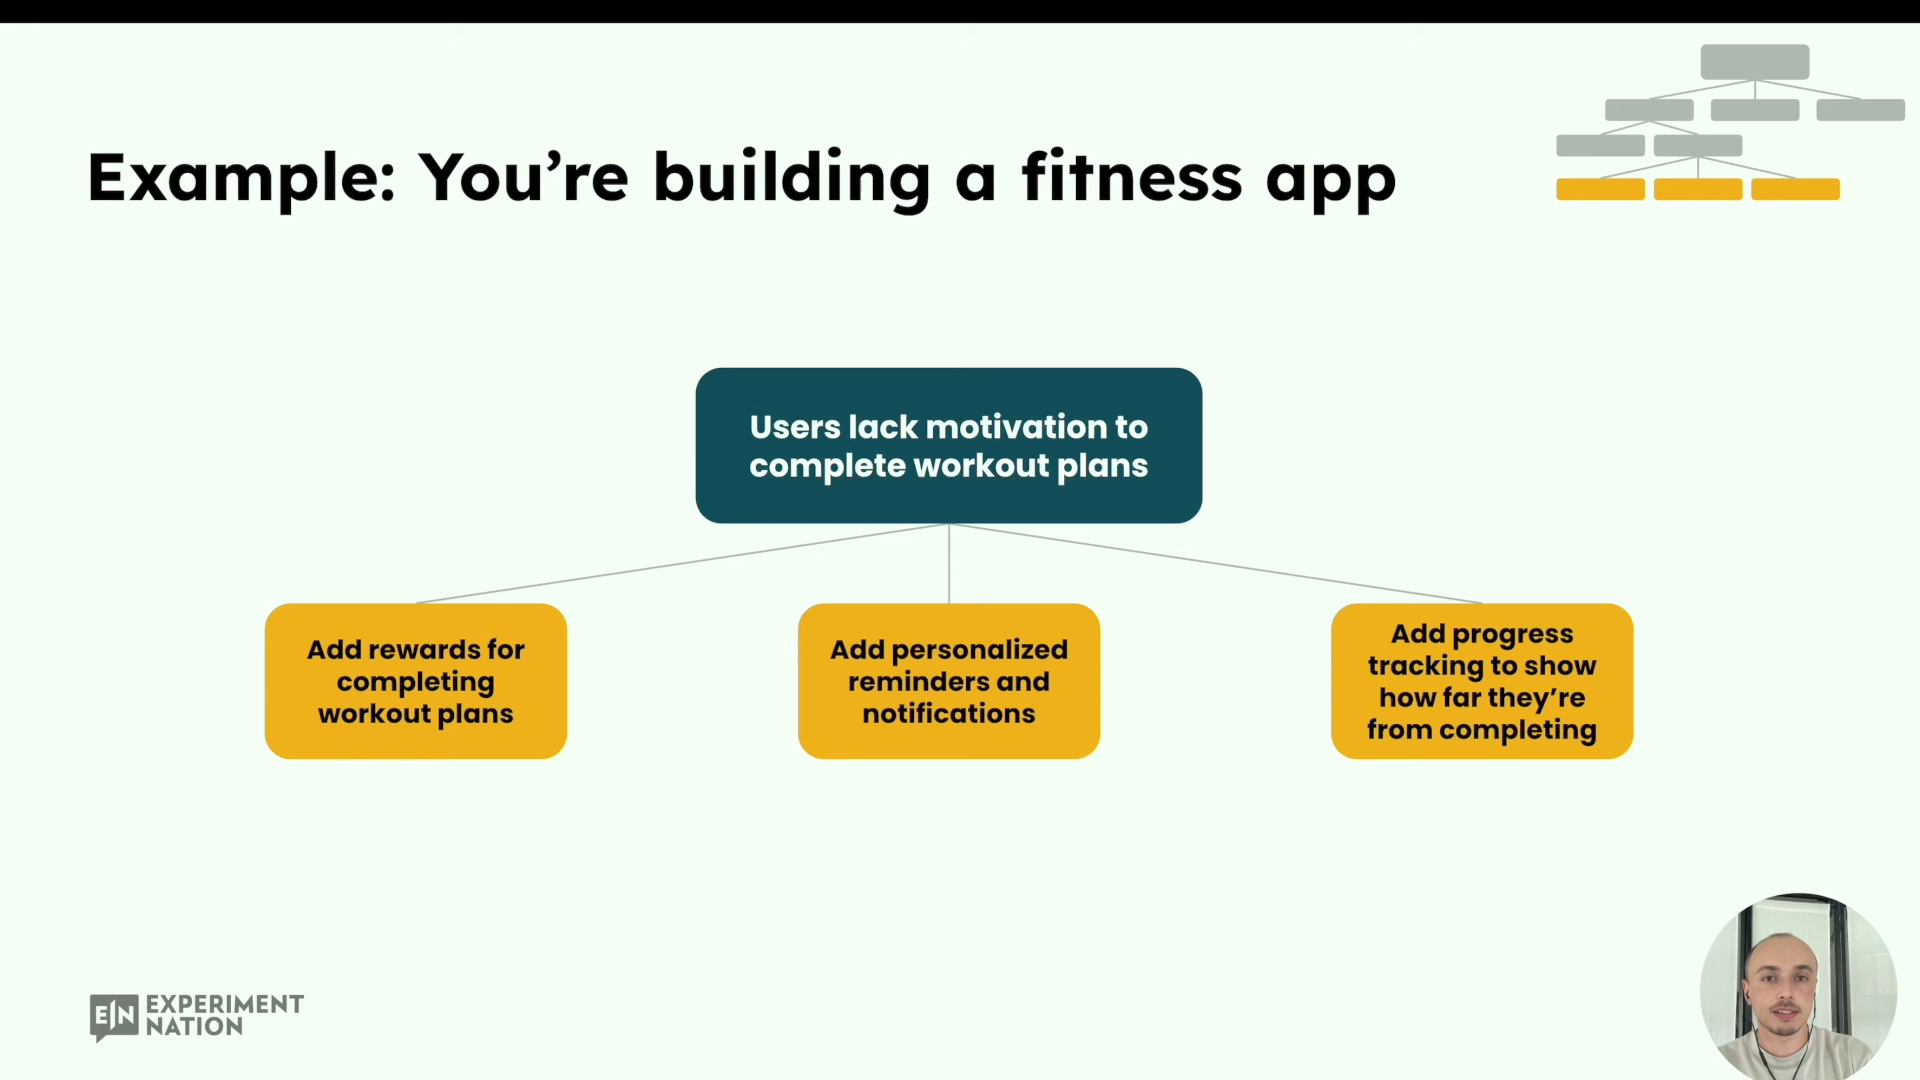 Example: You’re building a fitness app
Users lack motivation to
complete workout plans
Add rewards for
completing
workout plans
Add personalized
reminders and
notifications
Add progress
tracking to show
how far they’re
from completing
EN EXPERIMENT
NATION